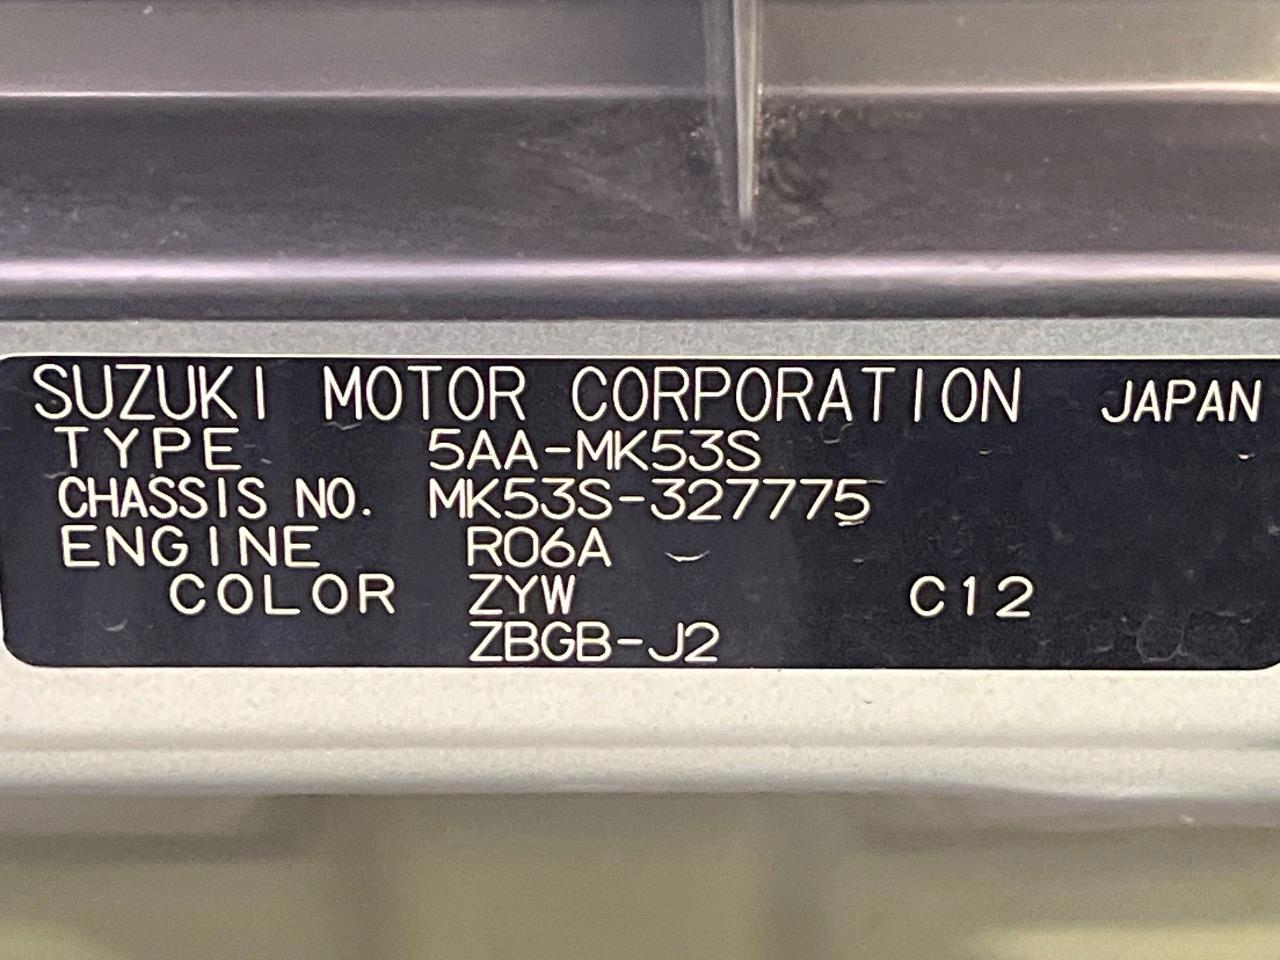 SUZUKI MOTOR CORPORATION JAPAN
TYPE 5AA-MK53S
CHASSIS NO. MK53S-327775
ENGINE R06A
COLOR ZYW C12
ZBGB-J2